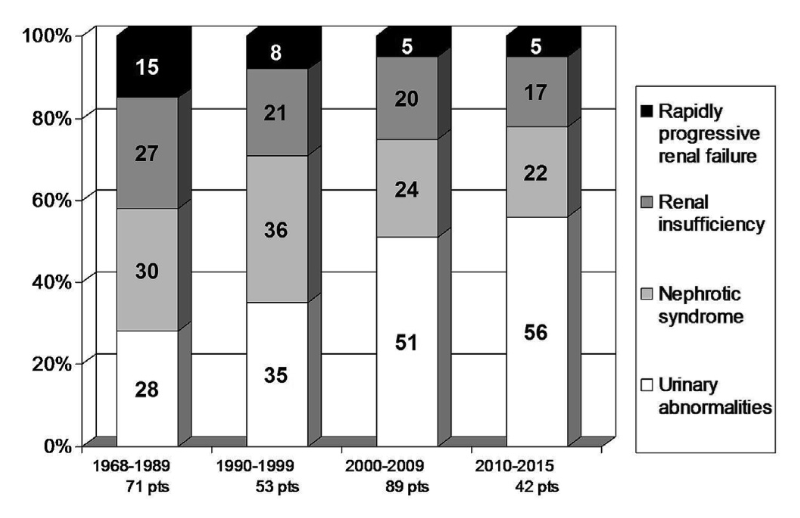 100%
80%
60%
40%
20%
0%
15
27
30
28
8
21
36
35
5
20
24
51
5
17
22
56
1968-1989
71 pts
1990-1999
53 pts
2000-2009
89 pts
2010-2015
42 pts
Rapidly
progressive
renal failure
Renal
insufficiency
Nephrotic
syndrome
Urinary
abnormalities